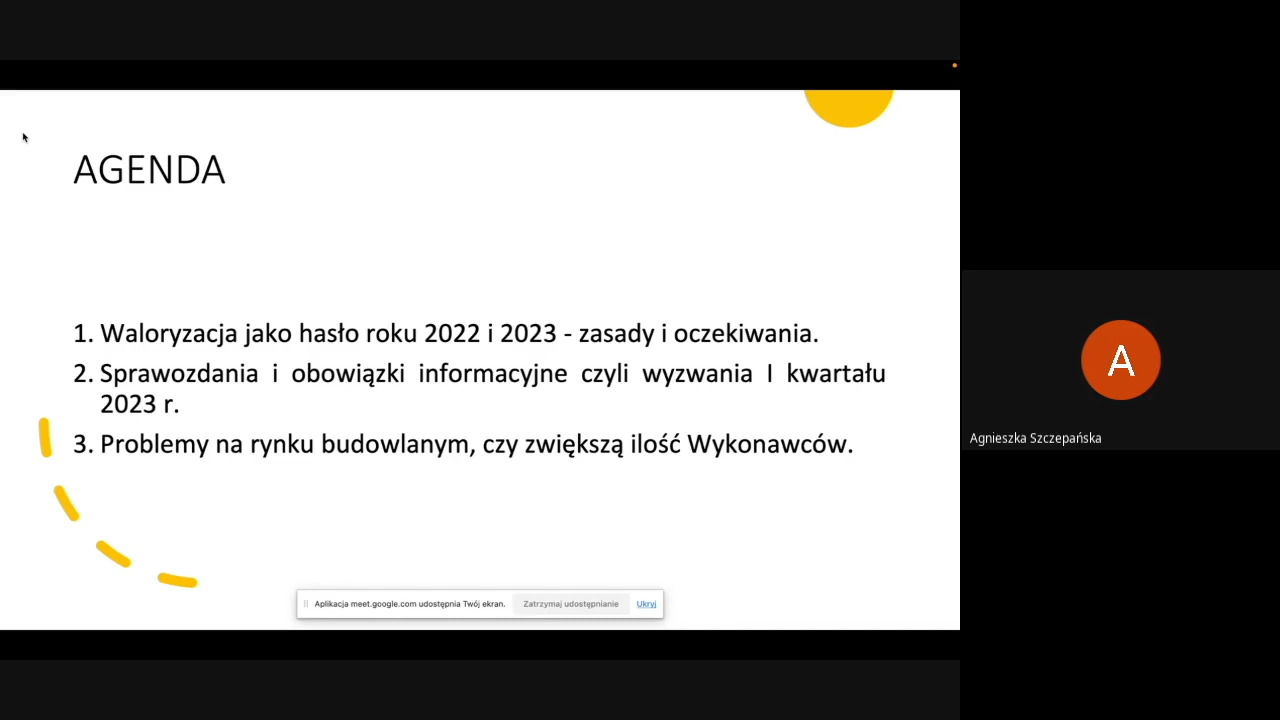 AGENDA
1. Waloryzacja jako hasło roku 2022 i 2023 - zasady i oczekiwania.
2. Sprawozdania i obowiązki informacyjne czyli wyzwania I kwartału
2023 r.
3. Problemy na rynku budowlanym, czy zwiększą ilość Wykonawców.
Aplikacja meet.google.com udostępnia Twój ekran. Zatrzymaj udostępnianie Ukryj
A
Agnieszka Szczepańska